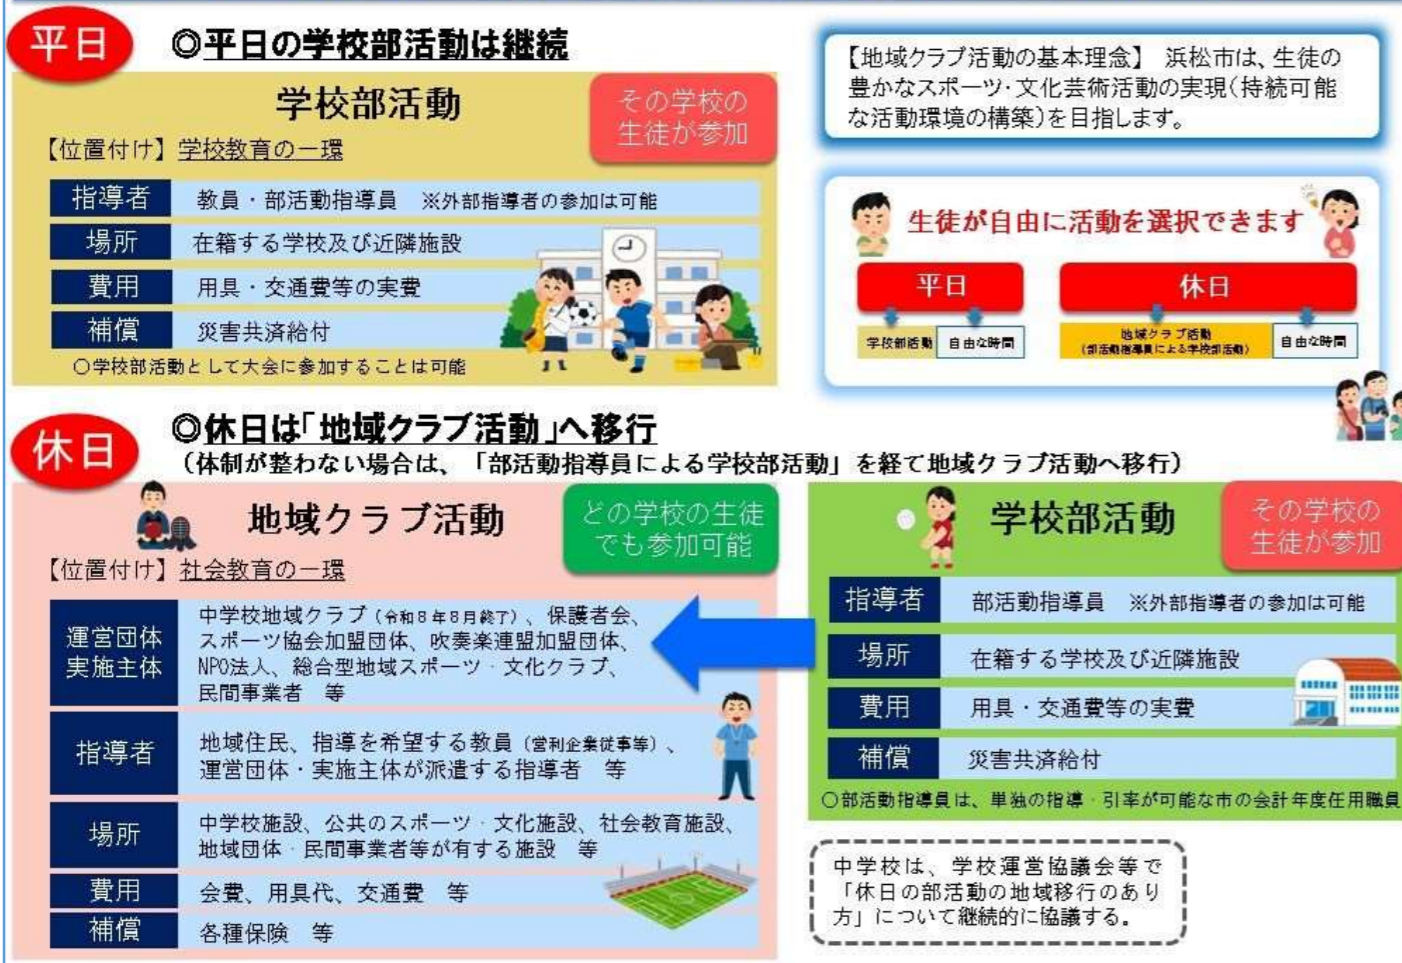 平日
◎平日の学校部活動は継続
学校部活動
その学校の
生徒が参加
【位置付け】学校教育の一環
指導者 教員・部活動指導員 ※外部指導者の参加は可能
場所 在籍する学校及び近隣施設
費用 用具・交通費等の実費
補償 災害共済給付
○学校部活動として大会に参加することは可能
【地域クラブ活動の基本理念】 浜松市は、生徒の
豊かなスポーツ・文化芸術活動の実現(持続可能
な活動環境の構築)を目指します。
生徒が自由に活動を選択できます
平日
休日
学校部活動
自由な時間
地域クラブ活動
(部活動指導員による学校部活動)
自由な時間
休日
◎休日は「地域クラブ活動」へ移行
(体制が整わない場合は、「部活動指導員による学校部活動」を経て地域クラブ活動へ移行)
地域クラブ活動
どの学校の生徒
でも参加可能
【位置付け】社会教育の一環
運営団体
実施主体
中学校地域クラブ(令和8年8月終了)、保護者会、
スポーツ協会加盟団体、吹奏楽連盟加盟団体、
NPO法人、総合型地域スポーツ・文化クラブ、
民間事業者 等
指導者
地域住民、指導を希望する教員(営利企業従事等)、
運営団体・実施主体が派遣する指導者 等
場所
中学校施設、公共のスポーツ・文化施設、社会教育施設、
地域団体・民間事業者等が有する施設 等
費用 会費、用具代、交通費 等
補償 各種保険 等
学校部活動
その学校の
生徒が参加
指導者 部活動指導員 ※外部指導者の参加は可能
場所 在籍する学校及び近隣施設
費用 用具・交通費等の実費
補償 災害共済給付
○部活動指導員は、単独の指導・引率が可能な市の会計年度任用職員
中学校は、学校運営協議会等で
「休日の部活動の地域移行のあり
方」について継続的に協議する。